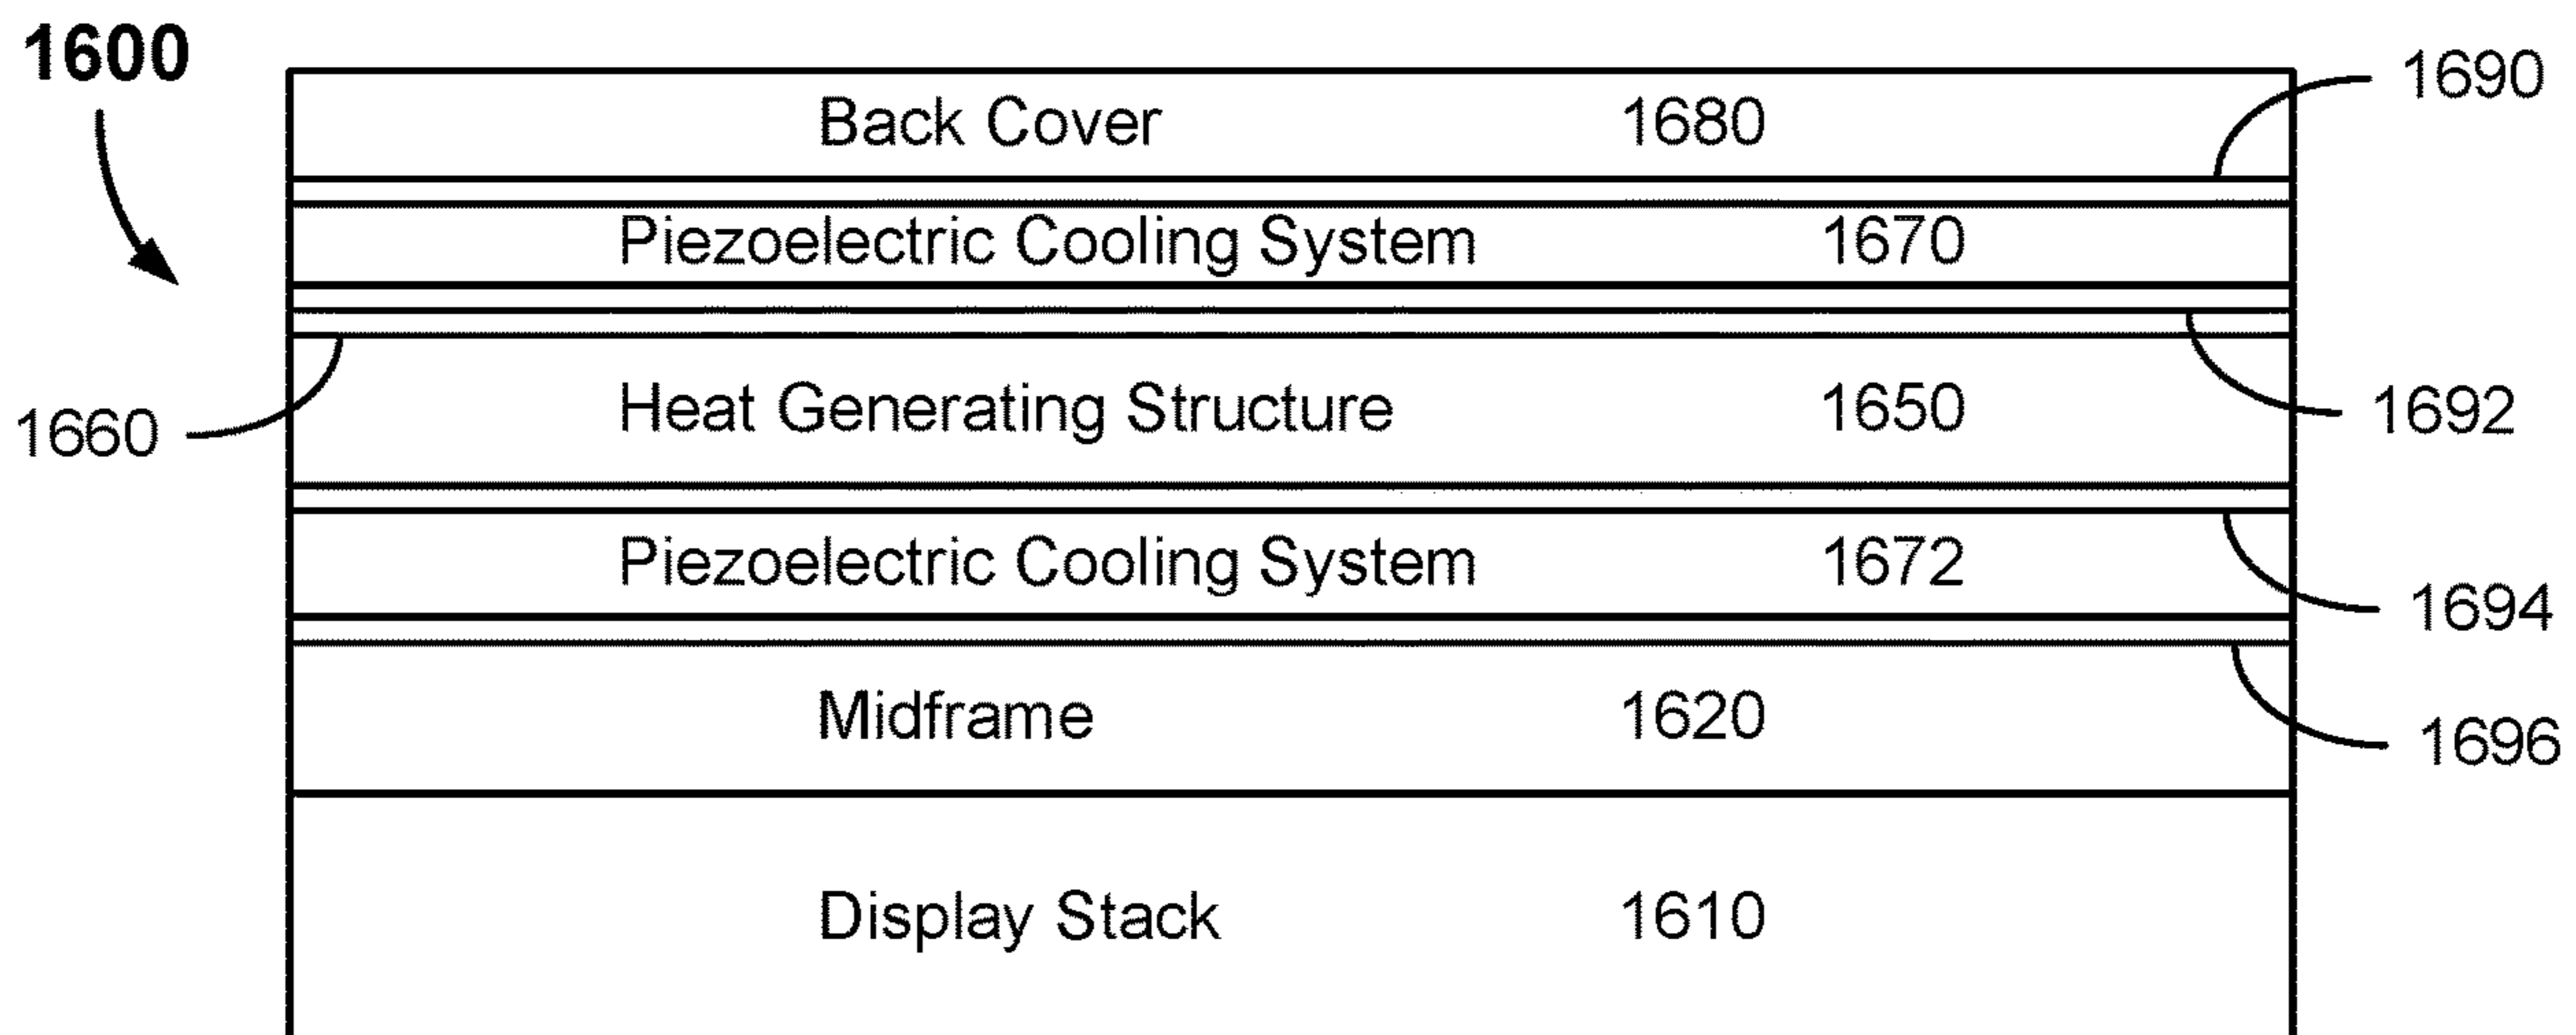 1600
1690
Back Cover 1680
Piezoelectric Cooling System 1670
1660
Heat Generating Structure 1650
1692
Piezoelectric Cooling System 1672
1694
Midframe 1620
1696
Display Stack 1610